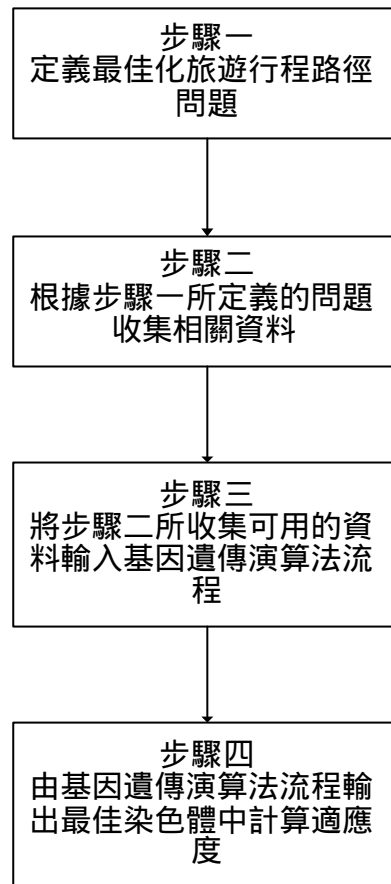 步驟一
定義最佳化旅遊行程路徑
問題
步驟二
根據步驟一所定義的問題
收集相關資料
步驟三
將步驟二所收集可用的資
料輸入基因遺傳演算法流
程
步驟四
由基因遺傳演算法流程輸
出最佳染色體中計算適應
度